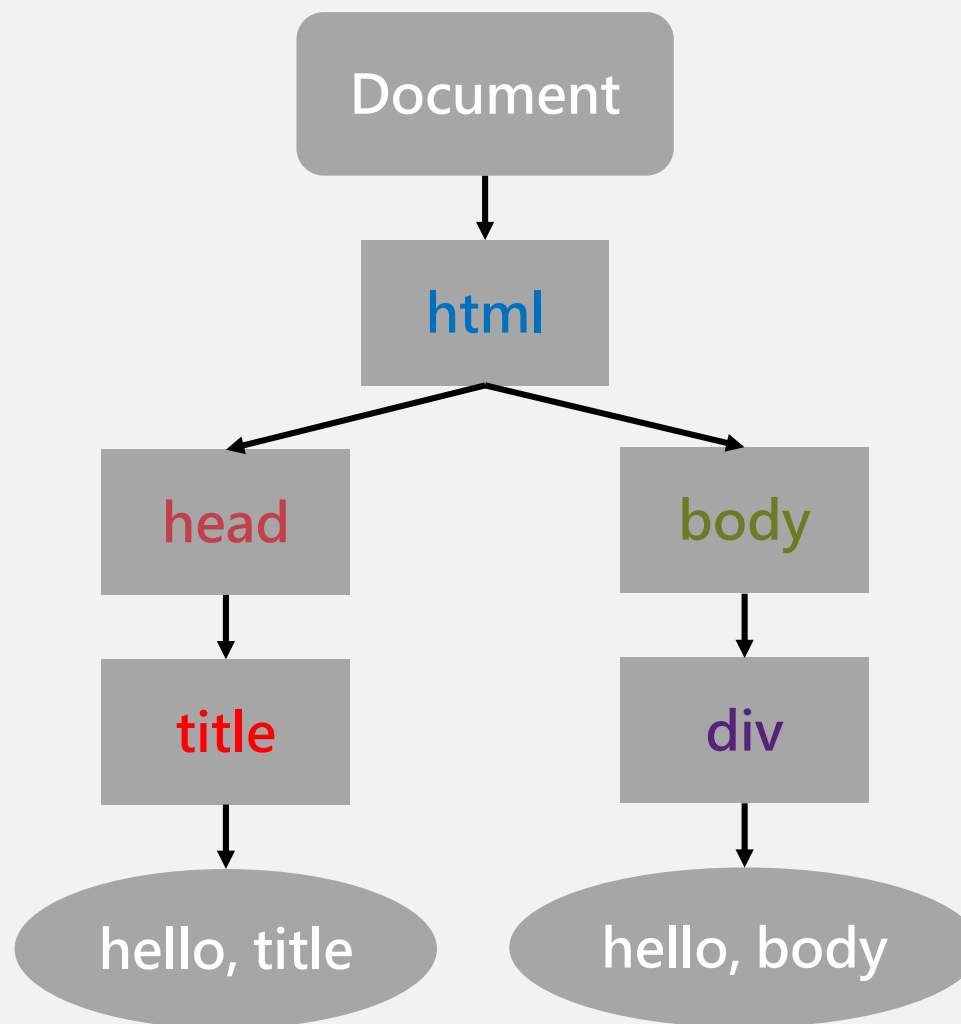 Document
html
head
body
title
div
hello, title
hello, body